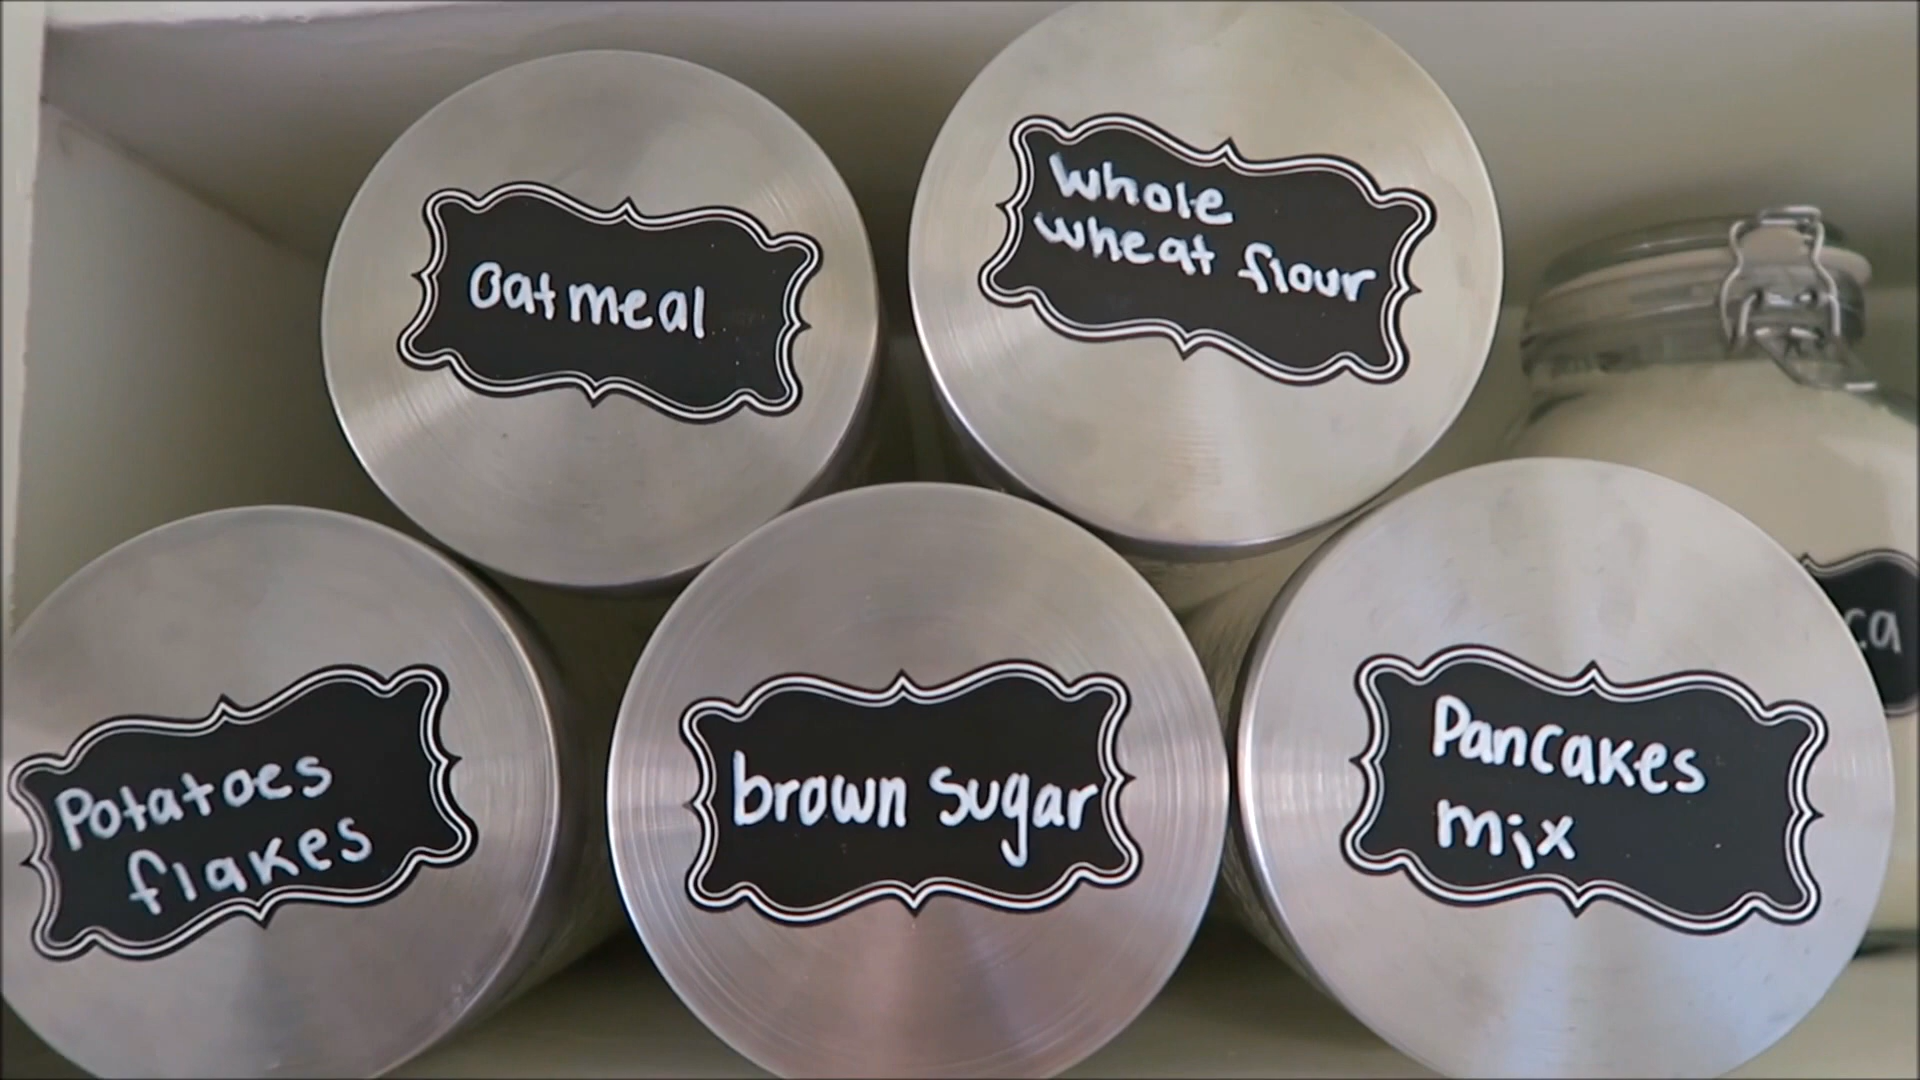 oatmeal
whole
wheat flour
Potatoes
flakes
brown sugar
Pancakes
mix